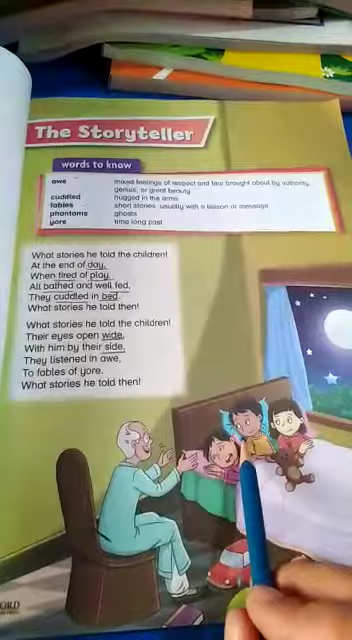 The Storyteller
words to know
awe mixed feelings of respect and fear brought about by authority,
genius, or great beauty
cuddled hugged in the arms
fables short stories, usually with a lesson or message
phantoms ghosts
yore time long past
What stories he told the children!
At the end of day,
When tired of play,
All bathed and well fed,
They cuddled in bed.
What stories he told then!
What stories he told the children!
Their eyes open wide,
With him by their side,
They listened in awe,
To fables of yore.
What stories he told then!